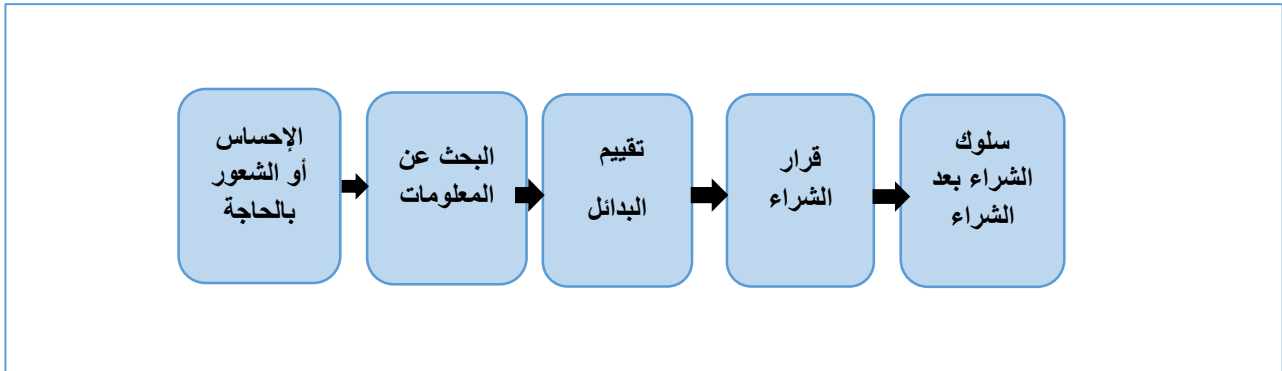 الإحساس
أو الشعور
بالحاجة
البحث عن
المعلومات
تقييم
البدائل
قرار
الشراء
سلوك
الشراء بعد
الشراء